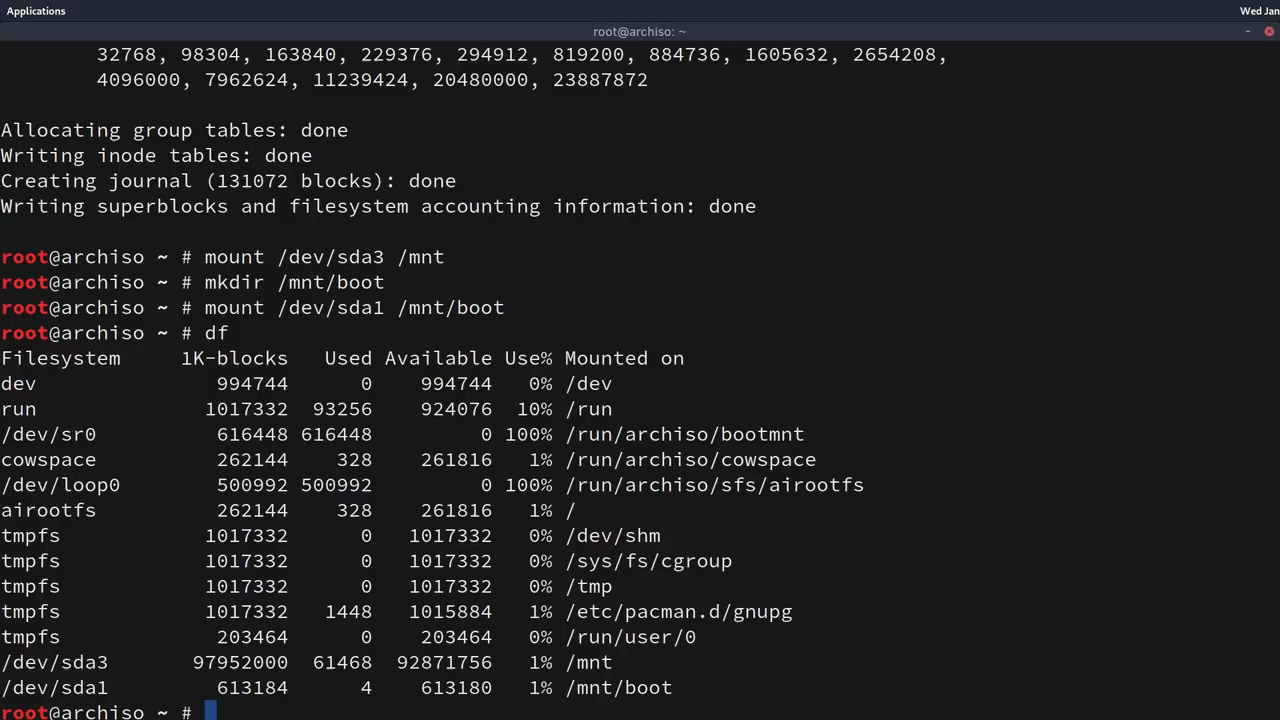 Applications Wed Jan
root@archiso: ~
32768, 98304, 163840, 229376, 294912, 819200, 884736, 1605632, 2654208,
4096000, 7962624, 11239424, 20480000, 23887872
Allocating group tables: done
Writing inode tables: done
Creating journal (131072 blocks): done
Writing superblocks and filesystem accounting information: done
root@archiso ~ # mount /dev/sda3 /mnt
root@archiso ~ # mkdir /mnt/boot
root@archiso ~ # mount /dev/sda1 /mnt/boot
root@archiso ~ # df
Filesystem 1K-blocks Used Available Use% Mounted on
dev 994744 0 994744 0% /dev
run 1017332 93256 924076 10% /run
/dev/sr0 616448 616448 0 100% /run/archiso/bootmnt
cowspace 262144 328 261816 1% /run/archiso/cowspace
/dev/loop0 500992 500992 0 100% /run/archiso/sfs/airootfs
airootfs 262144 328 261816 1% /
tmpfs 1017332 0 1017332 0% /dev/shm
tmpfs 1017332 0 1017332 0% /sys/fs/cgroup
tmpfs 1017332 0 1017332 0% /tmp
tmpfs 1017332 1448 1015884 1% /etc/pacman.d/gnupg
tmpfs 203464 0 203464 0% /run/user/0
/dev/sda3 97952000 61468 92871756 1% /mnt
/dev/sda1 613184 4 613180 1% /mnt/boot
root@archiso ~ #